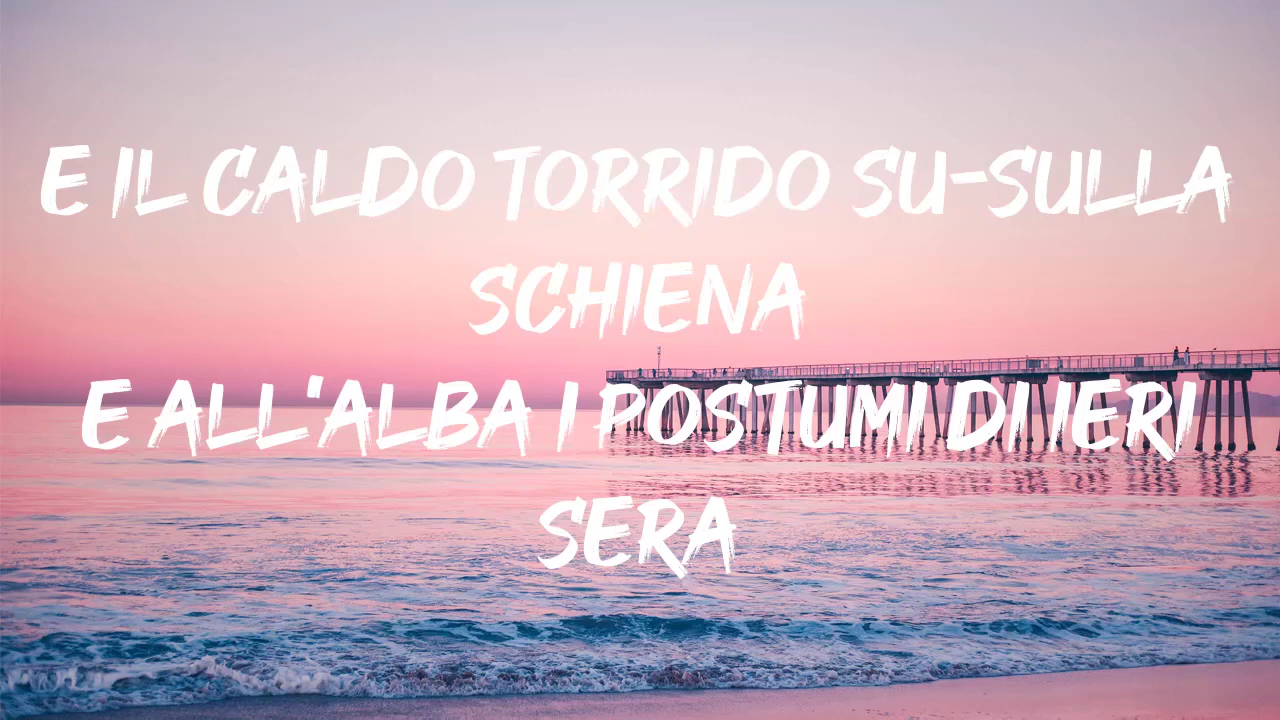 E IL CALDO TORRIDO SU-SULLA
SCHIENA
E ALL'ALBA I POSTUMI DI IERI
SERA